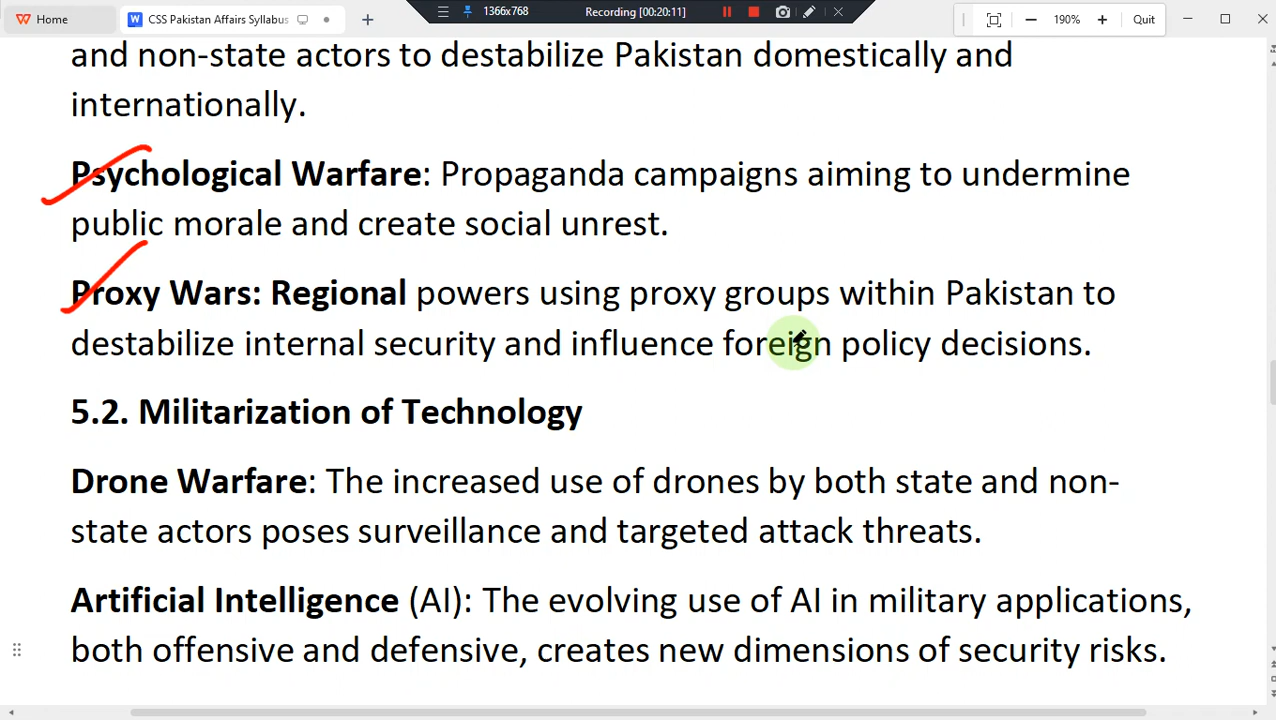 Home
CSS Pakistan Affairs Syllabus
1366x768
Recording [00:20:11]
190%
Quit
and non-state actors to destabilize Pakistan domestically and
internationally.
Psychological Warfare: Propaganda campaigns aiming to undermine
public morale and create social unrest.
Proxy Wars: Regional powers using proxy groups within Pakistan to
destabilize internal security and influence foreign policy decisions.
5.2. Militarization of Technology
Drone Warfare: The increased use of drones by both state and non-
state actors poses surveillance and targeted attack threats.
Artificial Intelligence (AI): The evolving use of AI in military applications,
both offensive and defensive, creates new dimensions of security risks.